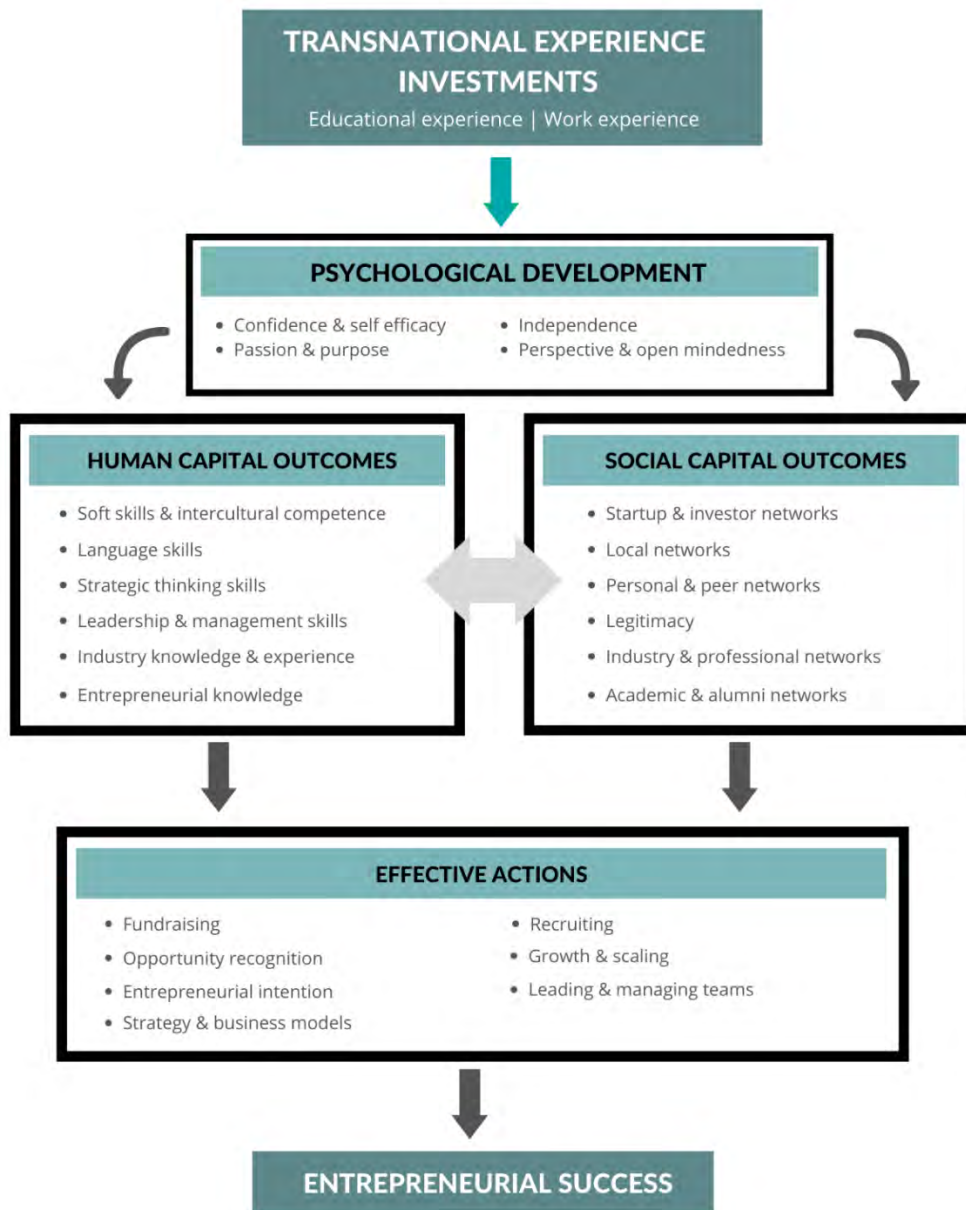 TRANSNATIONAL EXPERIENCE
INVESTMENTS
Educational experience | Work experience
PSYCHOLOGICAL DEVELOPMENT
• Confidence & self efficacy
• Passion & purpose
• Independence
• Perspective & open mindedness
HUMAN CAPITAL OUTCOMES
• Soft skills & intercultural competence
• Language skills
• Strategic thinking skills
• Leadership & management skills
• Industry knowledge & experience
• Entrepreneurial knowledge
SOCIAL CAPITAL OUTCOMES
• Startup & investor networks
• Local networks
• Personal & peer networks
• Legitimacy
• Industry & professional networks
• Academic & alumni networks
EFFECTIVE ACTIONS
• Fundraising
• Opportunity recognition
• Entrepreneurial intention
• Strategy & business models
• Recruiting
• Growth & scaling
• Leading & managing teams
ENTREPRENEURIAL SUCCESS